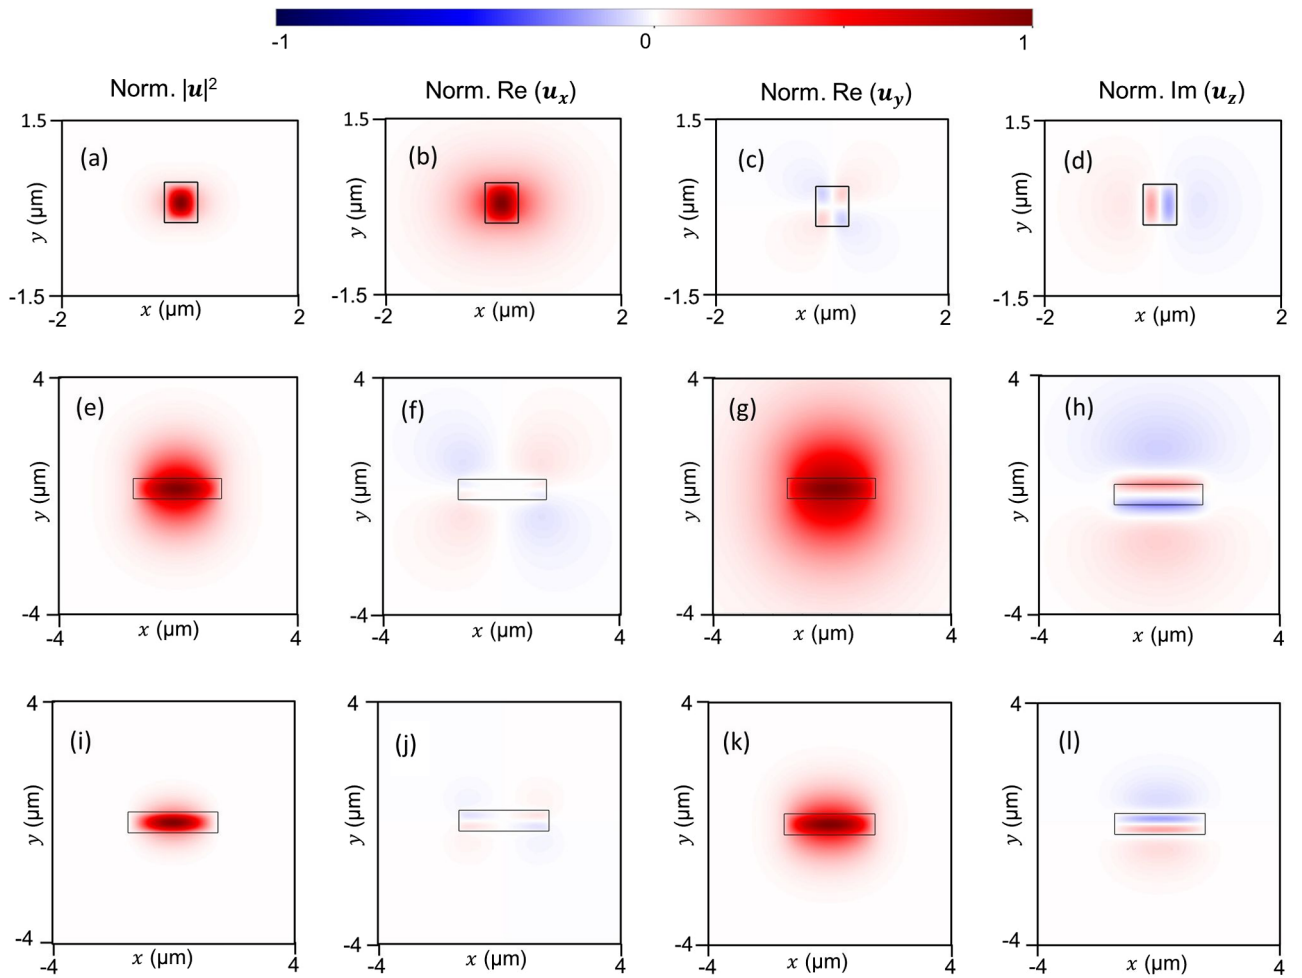 -1 0 1
Norm. |u|² Norm. Re (uₓ) Norm. Re (u_y) Norm. Im (u_z)
1.5 1.5 1.5 1.5
(a) (b) (c) (d)
y (μm) y (μm) y (μm) y (μm)
-1.5 -1.5 -1.5 -1.5
-2 x (μm) 2 -2 x (μm) 2 -2 x (μm) 2 -2 x (μm) 2
4 4 4 4
(e) (f) (g) (h)
y (μm) y (μm) y (μm) y (μm)
-4 -4 -4 -4
-4 x (μm) 4 -4 x (μm) 4 -4 x (μm) 4 -4 x (μm) 4
4 4 4 4
(i) (j) (k) (l)
y (μm) y (μm) y (μm) y (μm)
-4 -4 -4 -4
-4 x (μm) 4 -4 x (μm) 4 -4 x (μm) 4 -4 x (μm) 4